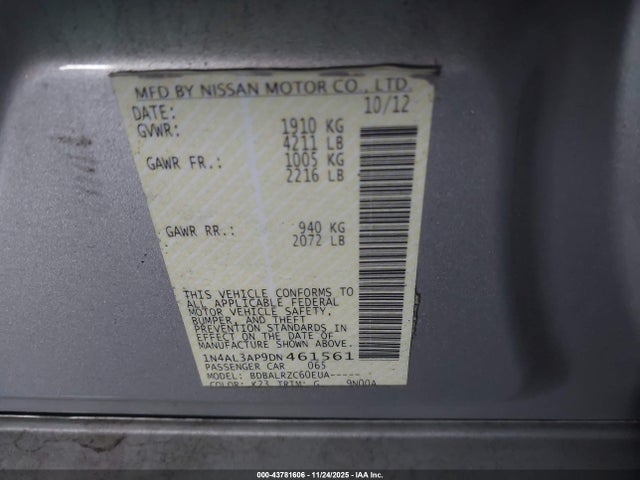 MFD BY NISSAN MOTOR CO., LTD.
DATE: 10/12
GVWR: 1910 KG
4211 LB
GAWR FR.: 1005 KG
2216 LB
GAWR RR.: 940 KG
2072 LB
THIS VEHICLE CONFORMS TO
ALL APPLICABLE FEDERAL
MOTOR VEHICLE SAFETY,
BUMPER, AND THEFT
PREVENTION STANDARDS IN
EFFECT ON THE DATE OF
MANUFACTURE SHOWN ABOVE.
1N4AL3AP9DN461561
PASSENGER CAR 065
MODEL: BDBALRZC60EUA-----
COLOR: K23 TRIM: G 9N00A
000-43781606 - 11/24/2025 - IAA Inc.